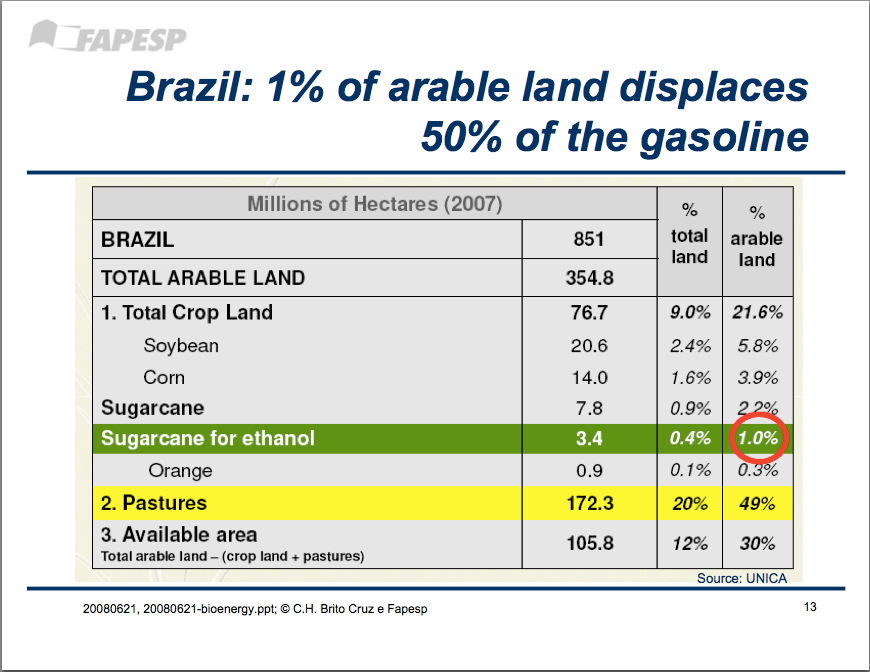 FAPESP
Brazil: 1% of arable land displaces
50% of the gasoline
Millions of Hectares (2007) % total land % arable land
BRAZIL 851
TOTAL ARABLE LAND 354.8
1. Total Crop Land 76.7 9.0% 21.6%
Soybean 20.6 2.4% 5.8%
Corn 14.0 1.6% 3.9%
Sugarcane 7.8 0.9% 2.2%
Sugarcane for ethanol 3.4 0.4% 1.0%
Orange 0.9 0.1% 0.3%
2. Pastures 172.3 20% 49%
3. Available area 105.8 12% 30%
Total arable land – (crop land + pastures)
Source: UNICA
20080621, 20080621-bioenergy.ppt; © C.H. Brito Cruz e Fapesp 13